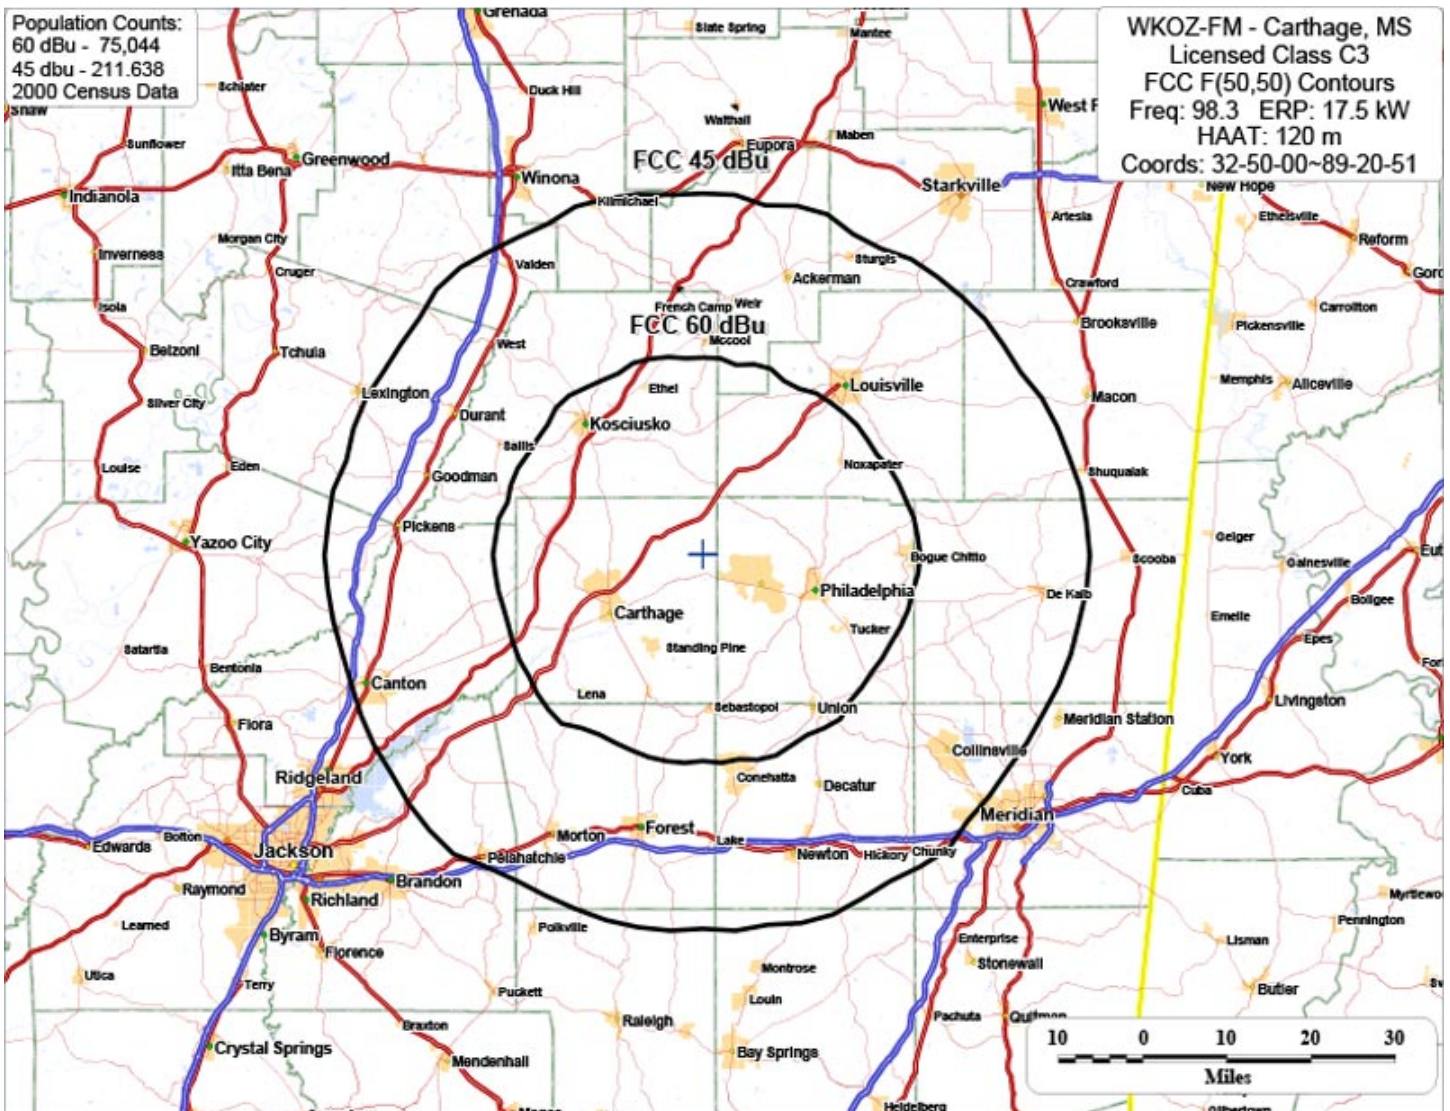 Population Counts:
60 dBu - 75,044
45 dbu - 211.638
2000 Census Data
WKOZ-FM - Carthage, MS
Licensed Class C3
FCC F(50,50) Contours
Freq: 98.3 ERP: 17.5 kW
HAAT: 120 m
Coords: 32-50-00~89-20-51
Grenada
Slate Spring
Mantee
Schlater
Duck Hill
Shaw
Walthall
Sunflower
Maben
Eupora
FCC 45 dBu
Greenwood
Itta Bena
Winona
Starkville
Indianola
Kilmichael
New Hope
Artesia
Ethelsville
Morgan City
Reform
Inverness
Sturgis
Valden
Cruger
Ackerman
Crawford
Isola
French Camp
Weir
Carrollton
FCC 60 dBu
Brooksville
Pickensville
Mccool
West
Belzoni
Tchula
Memphis
Aliceville
Ethel
Louisville
Lexington
Macon
Silver City
Durant
Kosciusko
Sallis
Noxapater
Louise
Eden
Goodman
Shuqualak
Pickens
Geiger
Yazoo City
Bogue Chitto
Scooba
Gainesville
Philadelphia
De Kalb
Boligee
Carthage
Emelle
Tucker
Epes
Satartia
Standing Pine
Bentonia
Canton
Lena
Livingston
Sebastopol
Union
Flora
Meridian Station
Collinsville
York
Ridgeland
Conehatta
Decatur
Cuba
Meridian
Morton
Forest
Bolton
Edwards
Lake
Jackson
Pelahatchie
Newton
Hickory
Chunky
Brandon
Raymond
Richland
Learned
Polkville
Pennington
Byram
Florence
Enterprise
Lisman
Utica
Montrose
Stonewall
Terry
Puckett
Louin
Butler
Raleigh
Braxton
Pachuta
Quitman
Crystal Springs
Bay Springs
Mendenhall
10 0 10 20 30
Miles
Heidelberg